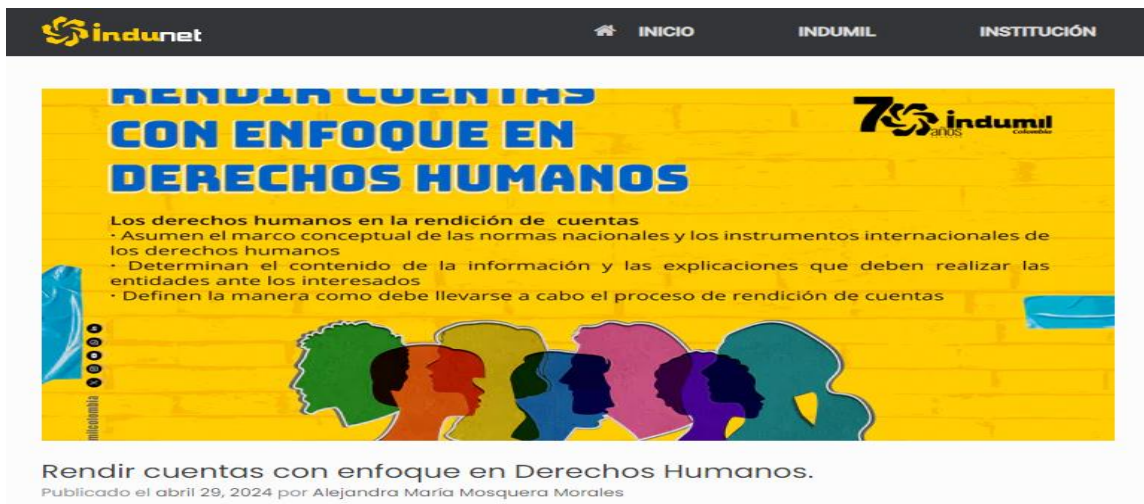 indunet
INICIO
INDUMIL
INSTITUCIÓN
RENDIR CUENTAS
CON ENFOQUE EN
DERECHOS HUMANOS
70 años indumil
Colombia
Los derechos humanos en la rendición de cuentas
· Asumen el marco conceptual de las normas nacionales y los instrumentos internacionales de
los derechos humanos
· Determinan el contenido de la información y las explicaciones que deben realizar las
entidades ante los interesados
· Definen la manera como debe llevarse a cabo el proceso de rendición de cuentas
milcolombia
Rendir cuentas con enfoque en Derechos Humanos.
Publicado el abril 29, 2024 por Alejandra María Mosquera Morales